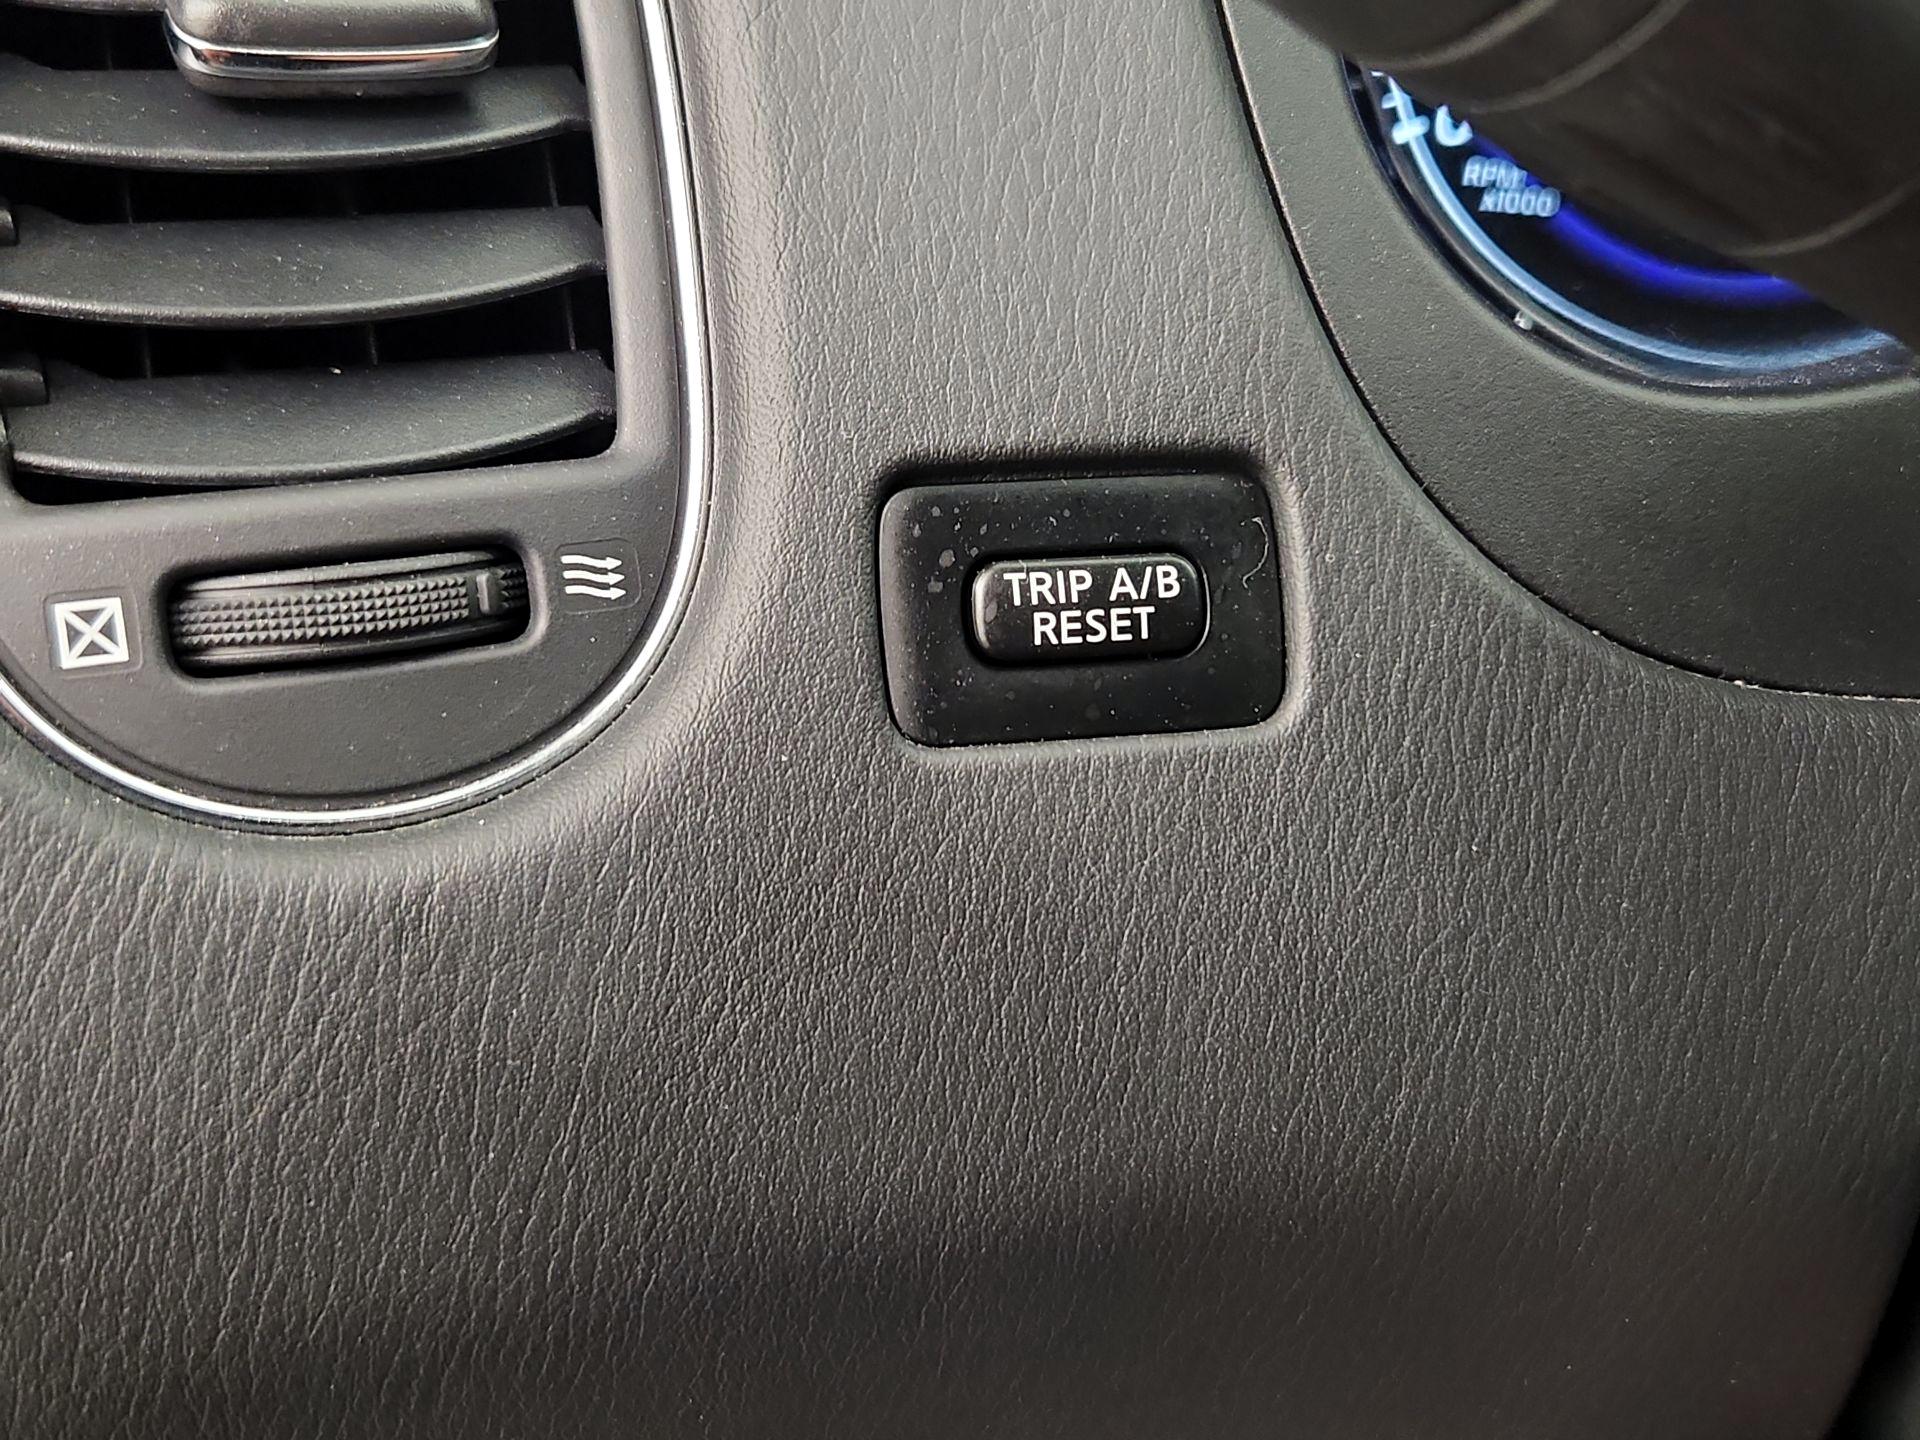 RPM
x1000
TRIP A/B
RESET